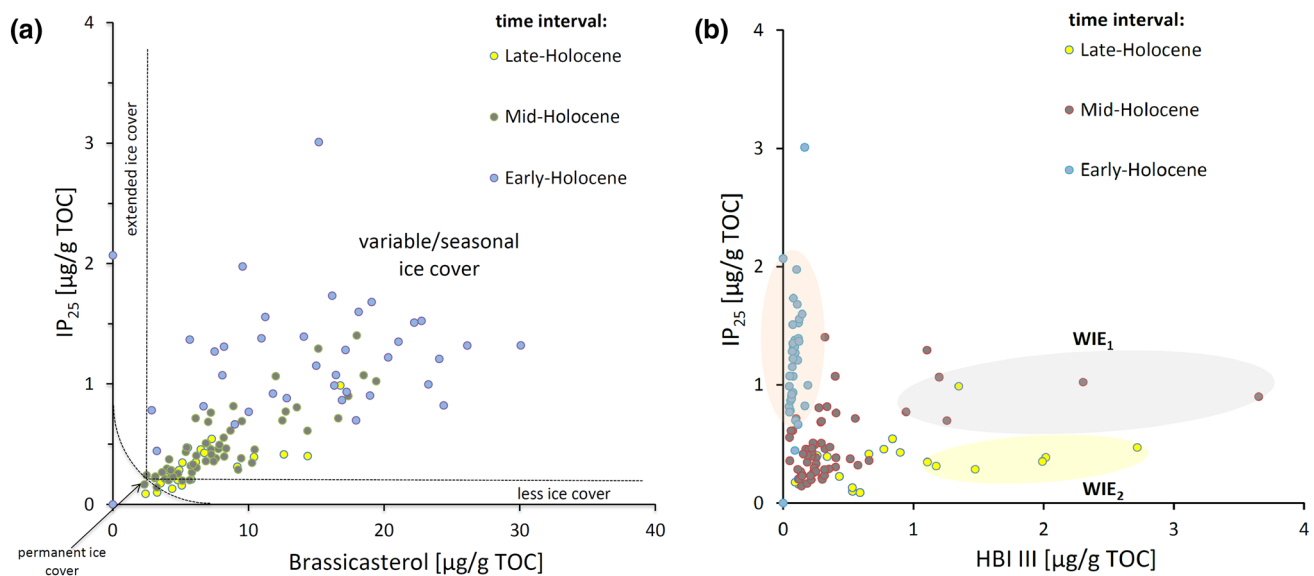 (a)
4
3
2
1
0
IP25 [µg/g TOC]
extended ice cover
time interval:
Late-Holocene
Mid-Holocene
Early-Holocene
variable/seasonal
ice cover
less ice cover
permanent ice
cover
0
10
20
30
40
Brassicasterol [µg/g TOC]
(b)
4
3
2
1
0
IP25 [µg/g TOC]
time interval:
Late-Holocene
Mid-Holocene
Early-Holocene
WIE1
WIE2
0
1
2
3
4
HBI III [µg/g TOC]